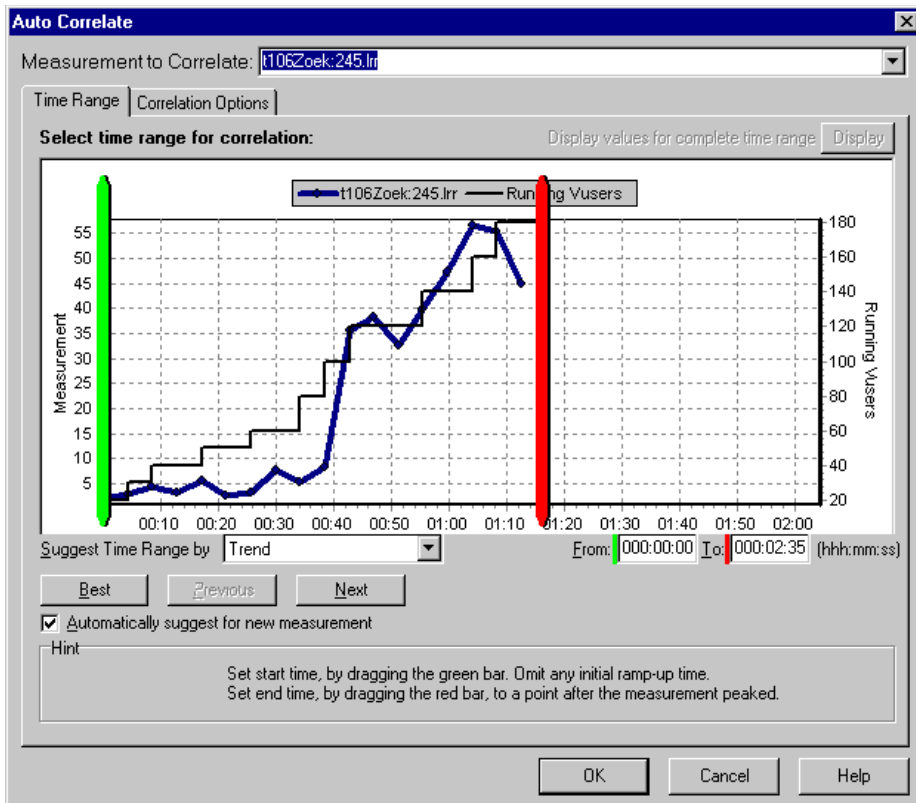 Auto Correlate
Measurement to Correlate: t106Zoek:245.lrr
Time Range Correlation Options
Select time range for correlation: Display values for complete time range Display
t106Zoek:245.lrr Running Vusers
55 180
50 160
45
40 140
35 120
30
25 100
20 80
15 60
10 40
5 20
Measurement
Running Vusers
00:10 00:20 00:30 00:40 00:50 01:00 01:10 01:20 01:30 01:40 01:50 02:00
Suggest Time Range by Trend From: 000:00:00 To: 000:02:35 (hhh:mm:ss)
Best Previous Next
Automatically suggest for new measurement
Hint
Set start time, by dragging the green bar. Omit any initial ramp-up time.
Set end time, by dragging the red bar, to a point after the measurement peaked.
OK Cancel Help